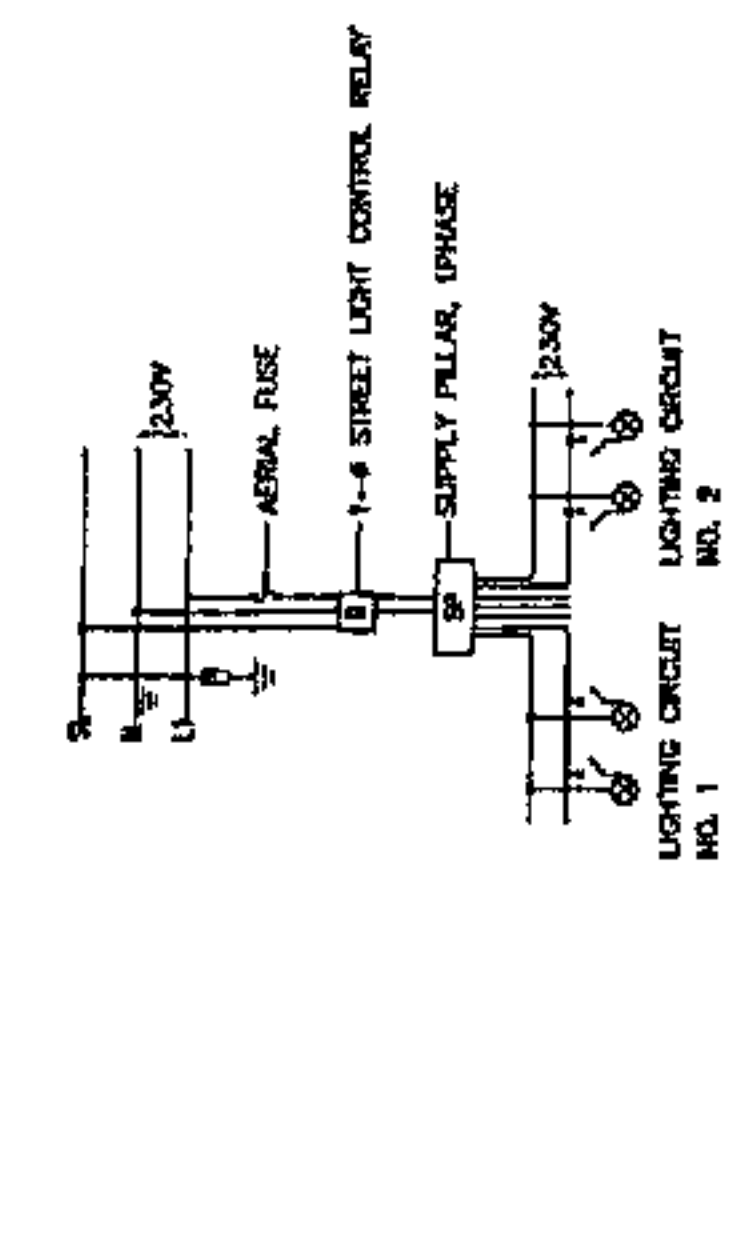 230V
AERIAL FUSE
STREET LIGHT CONTROL RELAY
SUPPLY PILLAR, 1PHASE
SP
230V
LIGHTING CIRCUIT
NO. 1
LIGHTING CIRCUIT
NO. 2
L1